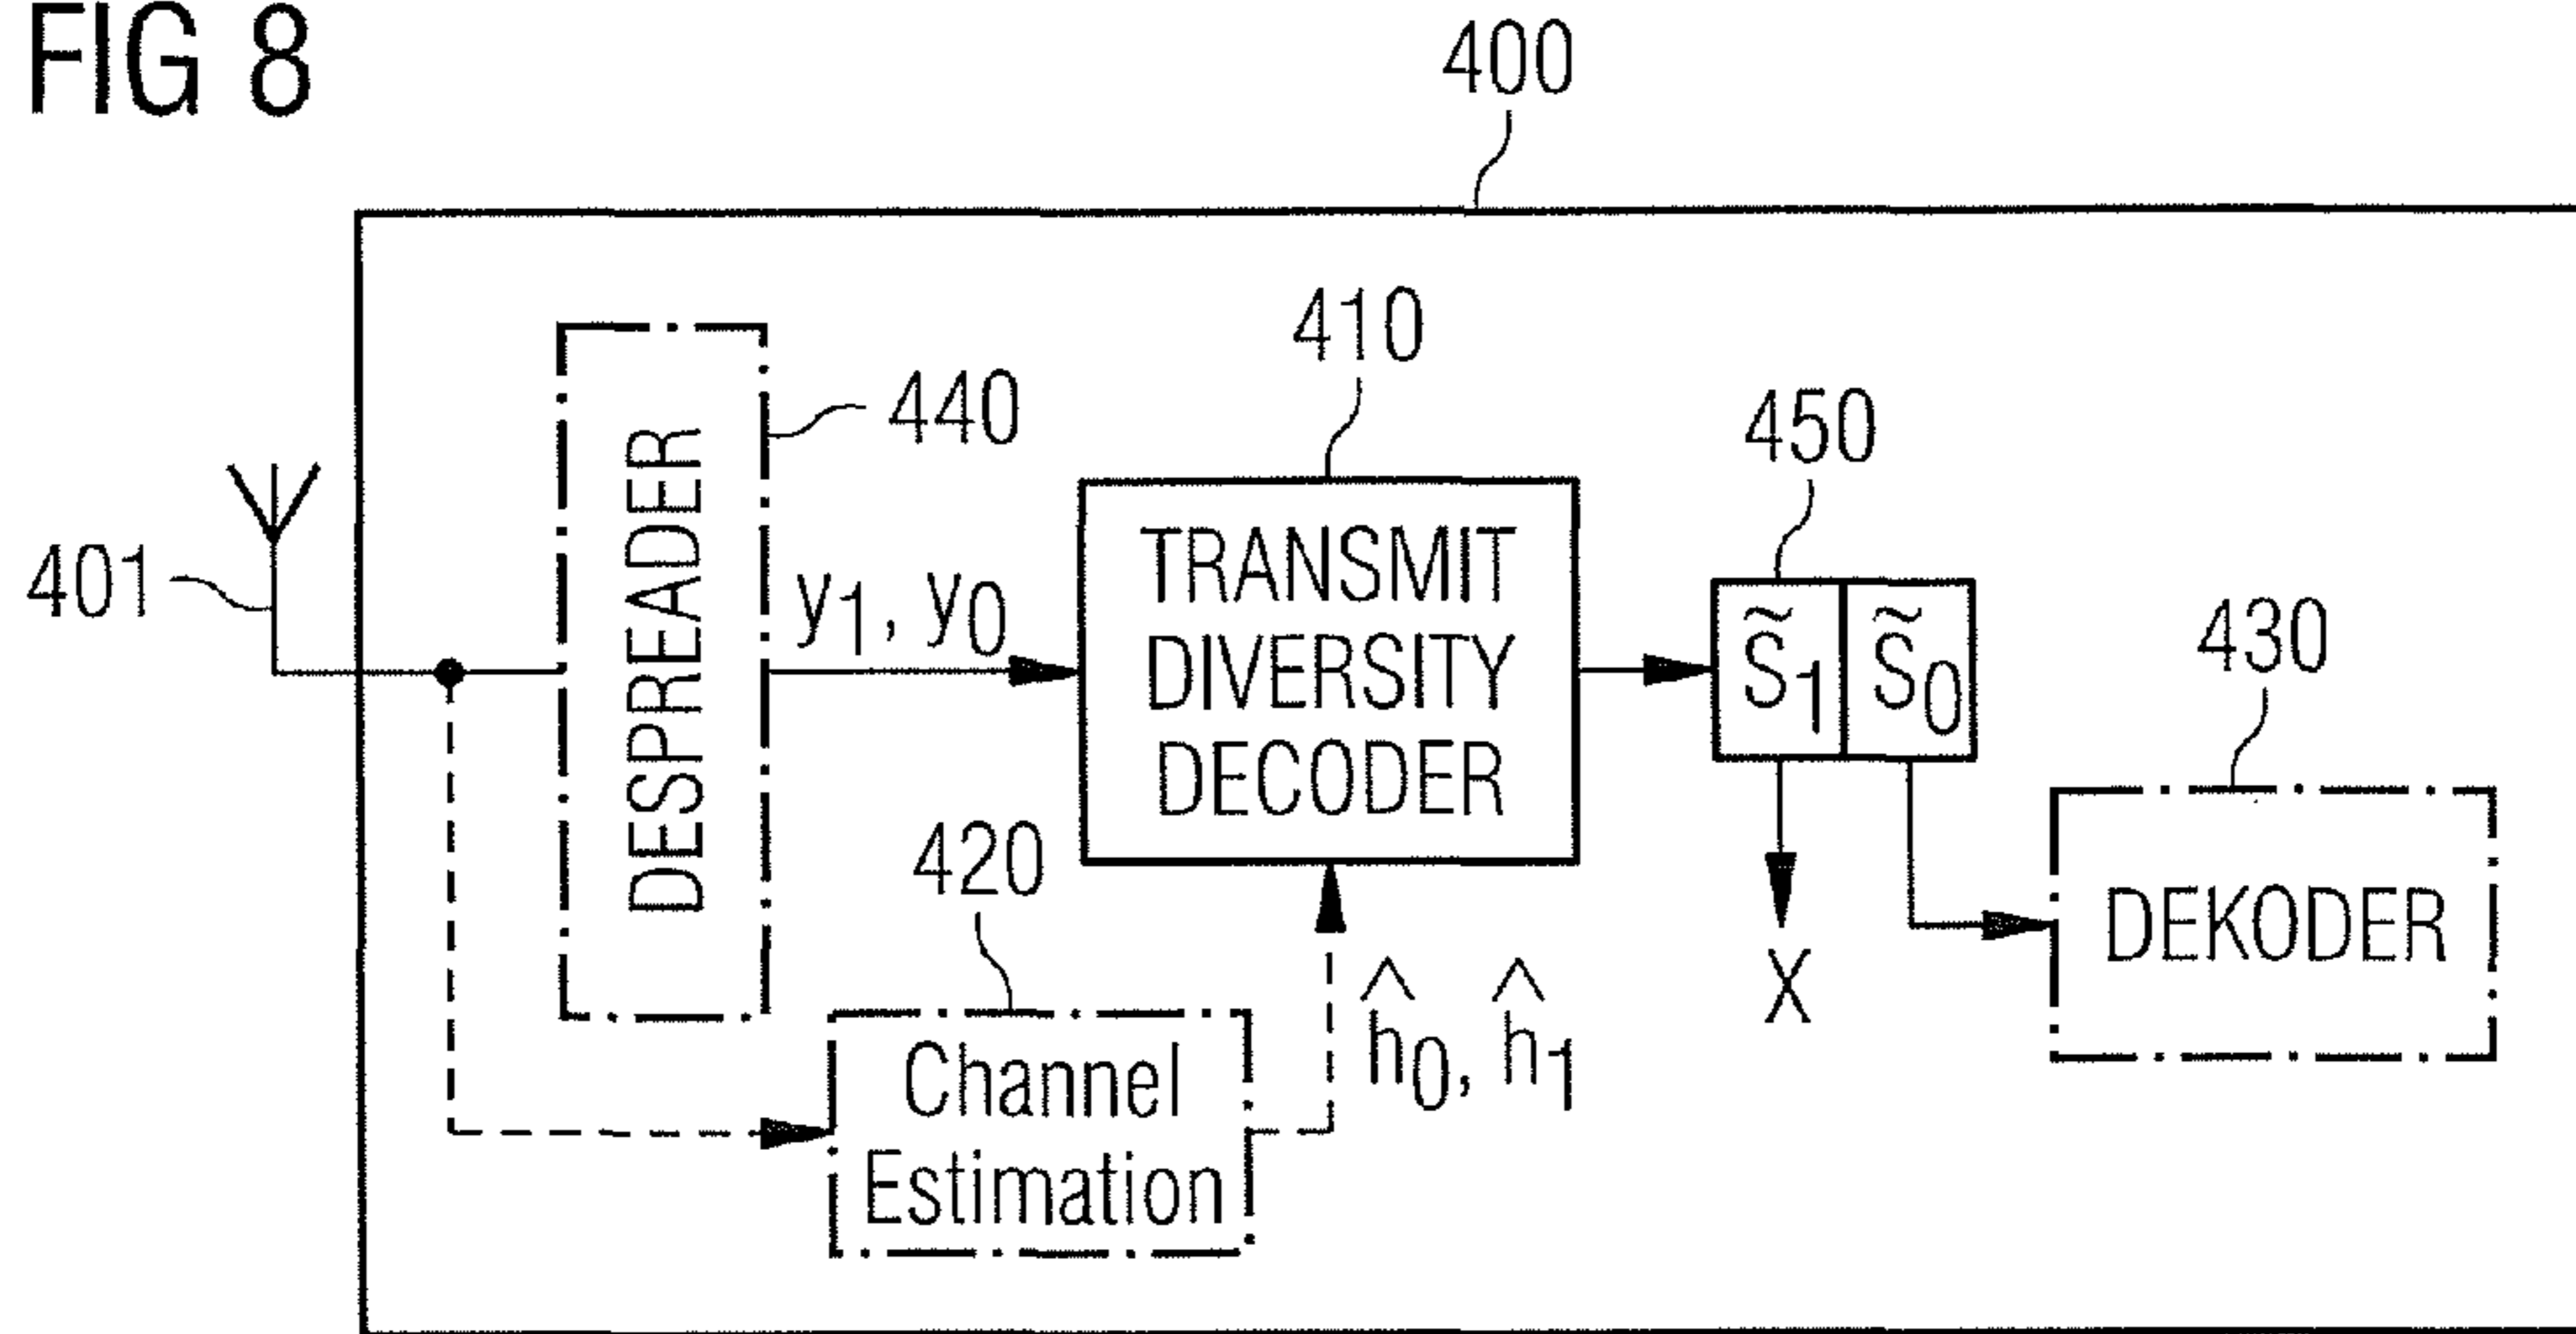 FIG 8
400
410
440
450
DESPREADER
401
y₁, y₀
TRANSMIT
DIVERSITY
DECODER
S̃₁ S̃₀
430
420
DEKODER
X
ĥ₀, ĥ₁
Channel
Estimation